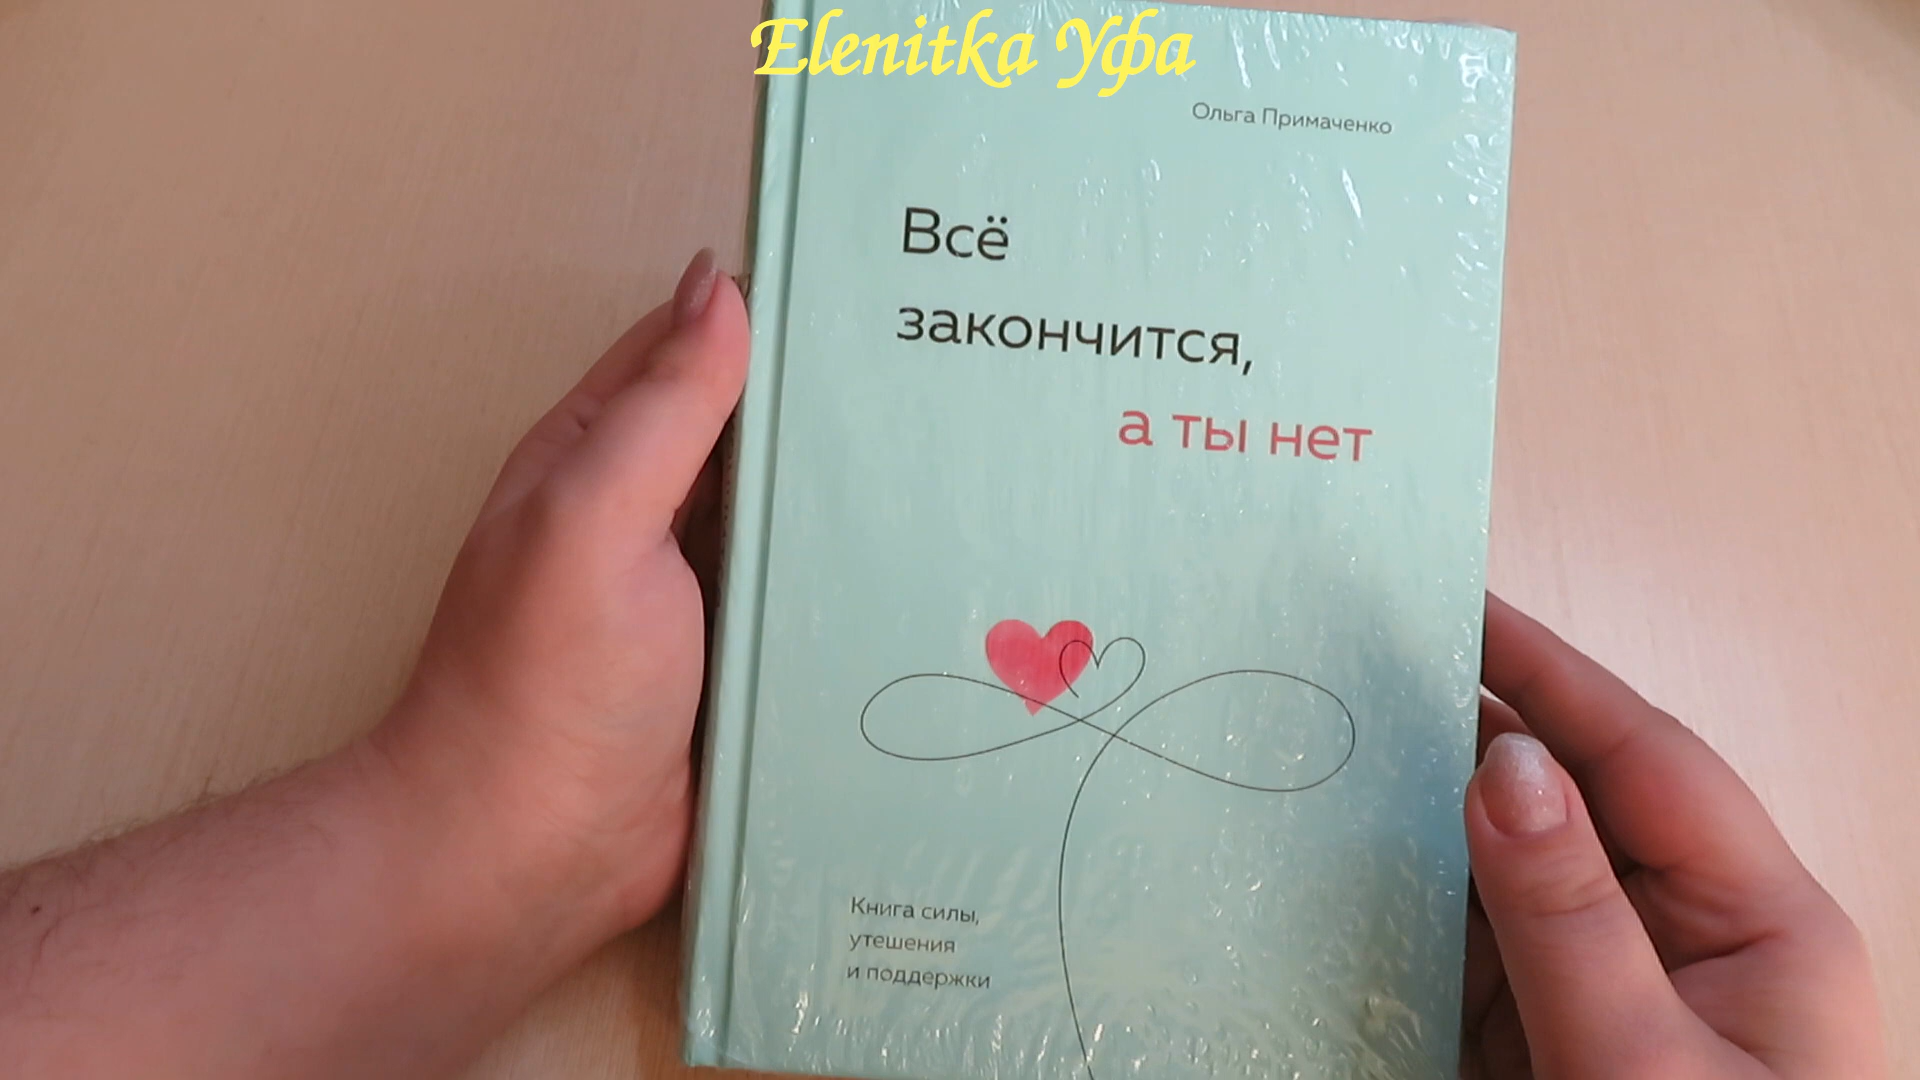 Elenitka Уфа
Ольга Примаченко
Всё
закончится,
а ты нет
Книга силы,
утешения
и поддержки